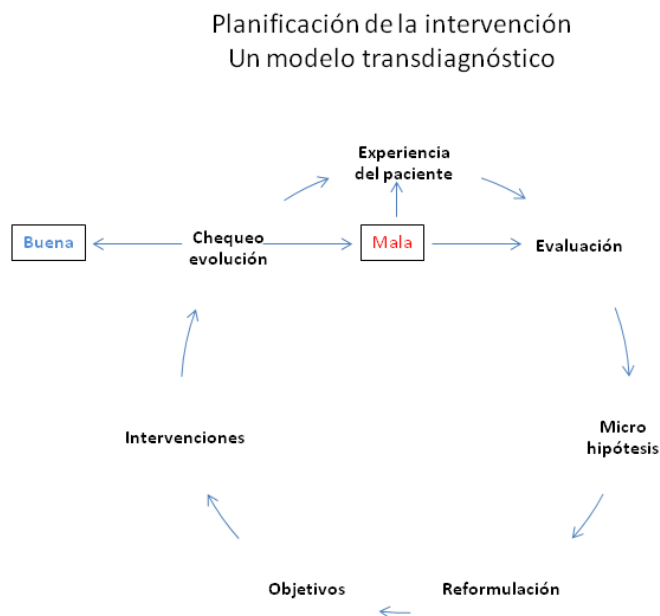 Planificación de la intervención
Un modelo transdiagnóstico
Experiencia
del paciente
Buena
Chequeo
evolución
Mala
Evaluación
Intervenciones
Micro
hipótesis
Objetivos
Reformulación